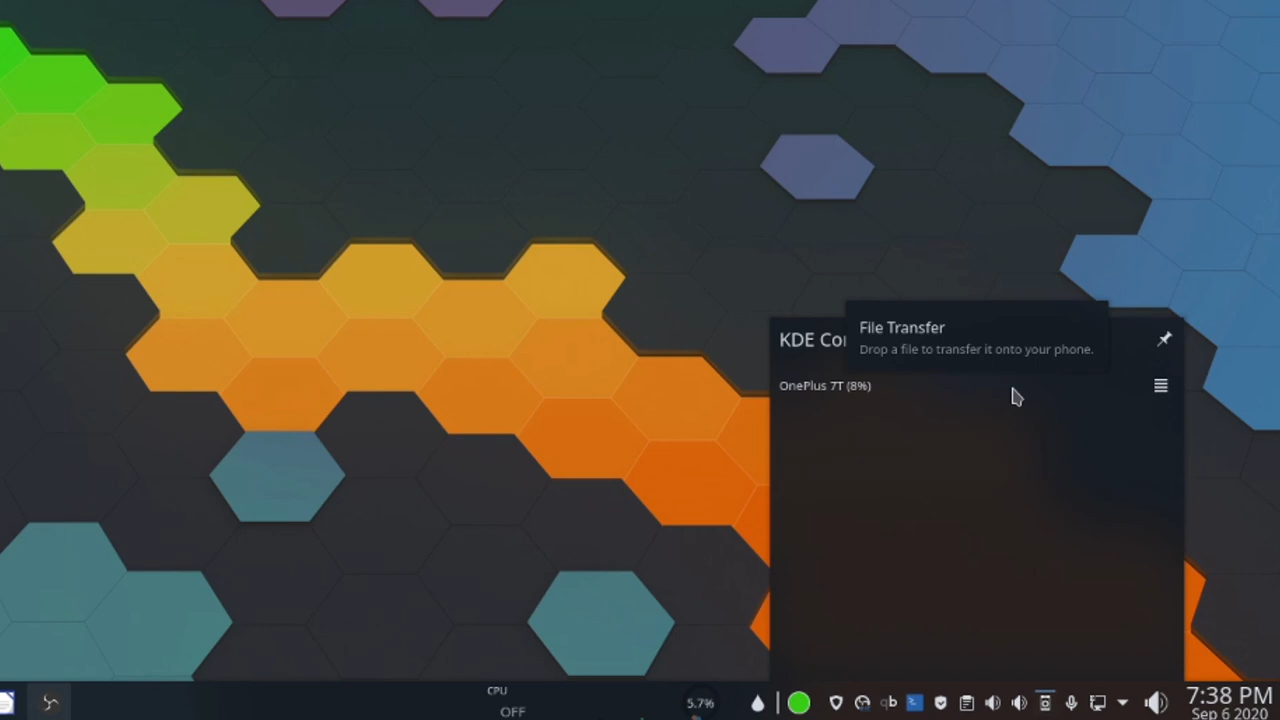 File Transfer
KDE Co
Drop a file to transfer it onto your phone.
OnePlus 7T (8%)
CPU
OFF
5.7%
qb
7:38 PM
Sep 6 2020